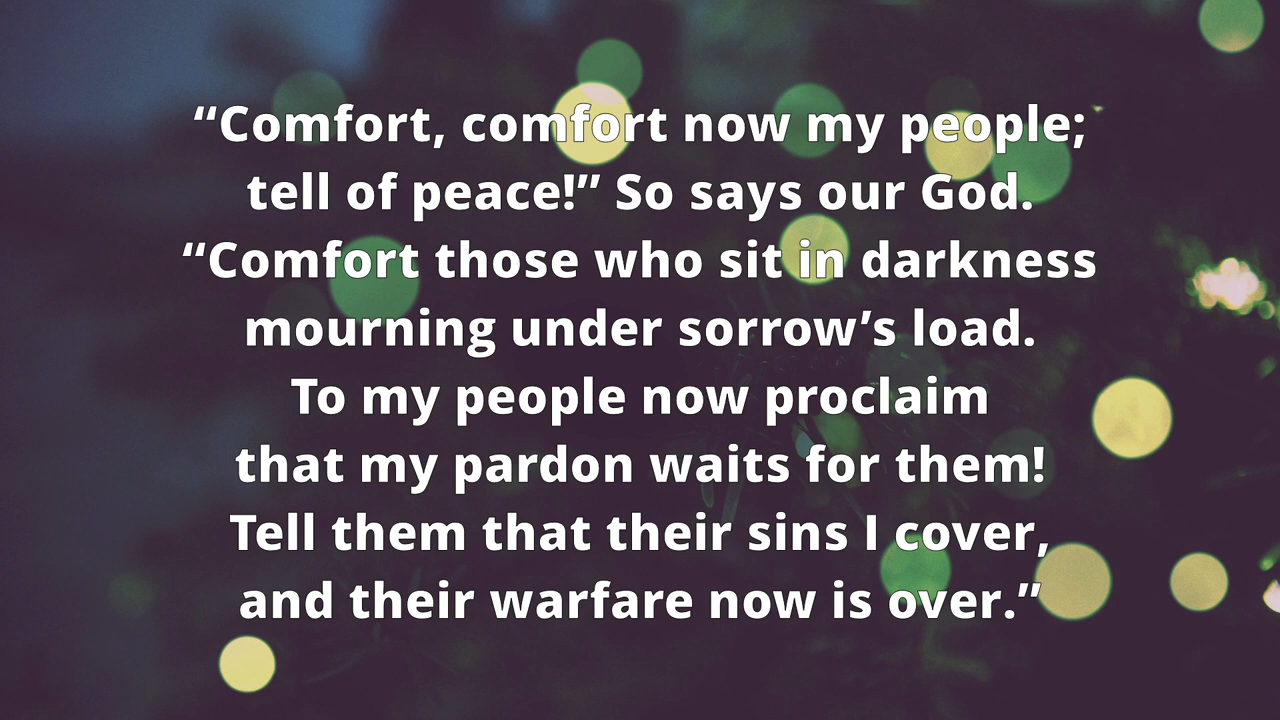 “Comfort, comfort now my people;
tell of peace!” So says our God.
“Comfort those who sit in darkness
mourning under sorrow’s load.
To my people now proclaim
that my pardon waits for them!
Tell them that their sins I cover,
and their warfare now is over.”